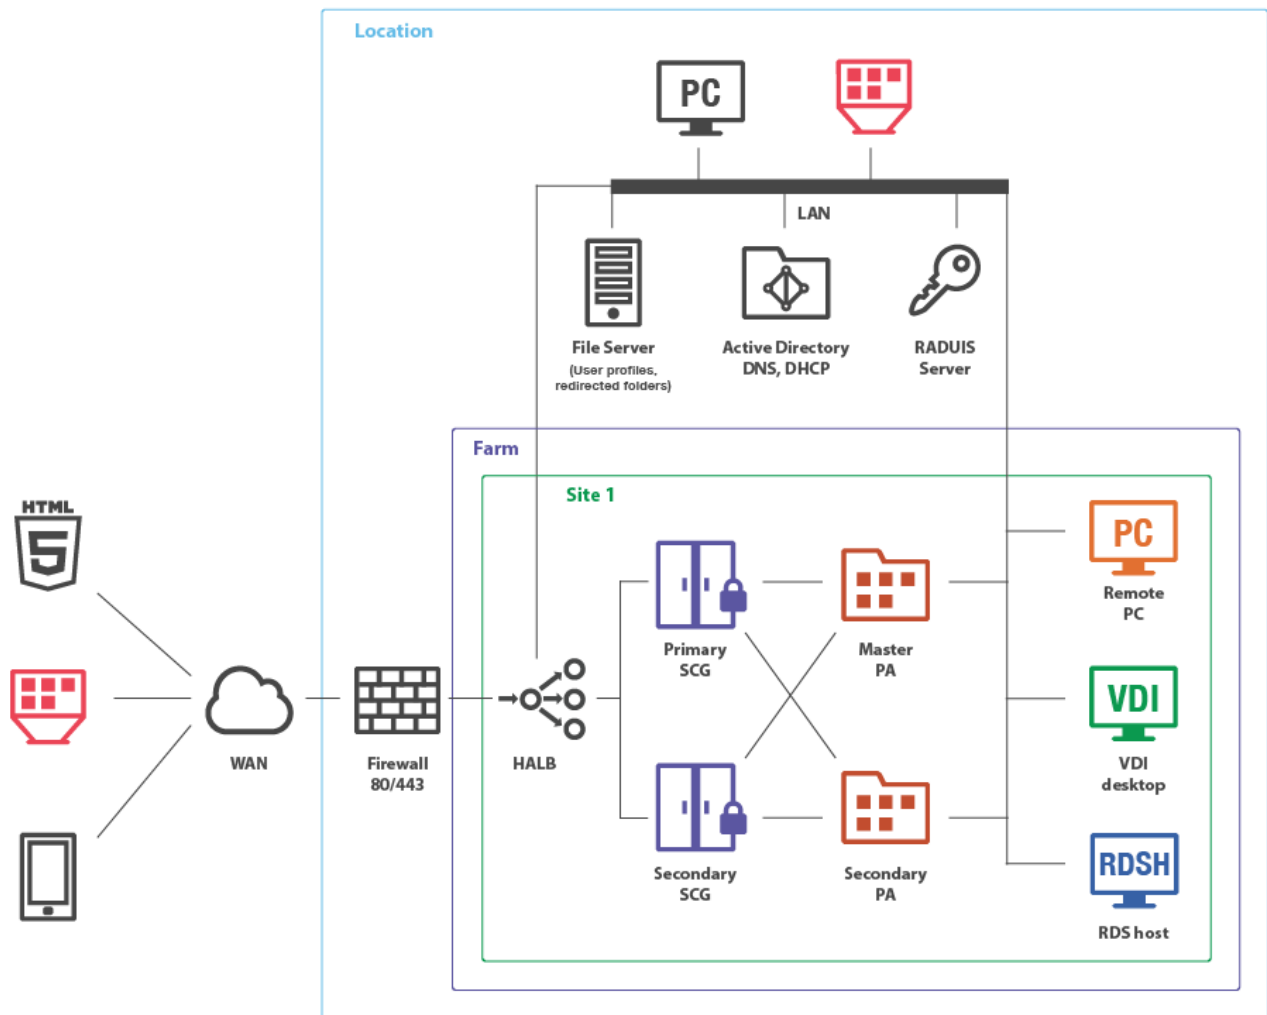 Location
PC
LAN
File Server
(User profiles,
redirected folders)
Active Directory
DNS, DHCP
RADUIS
Server
Farm
Site 1
HTML
5
WAN
Firewall
80/443
HALB
Primary
SCG
Master
PA
Secondary
SCG
Secondary
PA
PC
Remote
PC
VDI
VDI
desktop
RDSH
RDS host